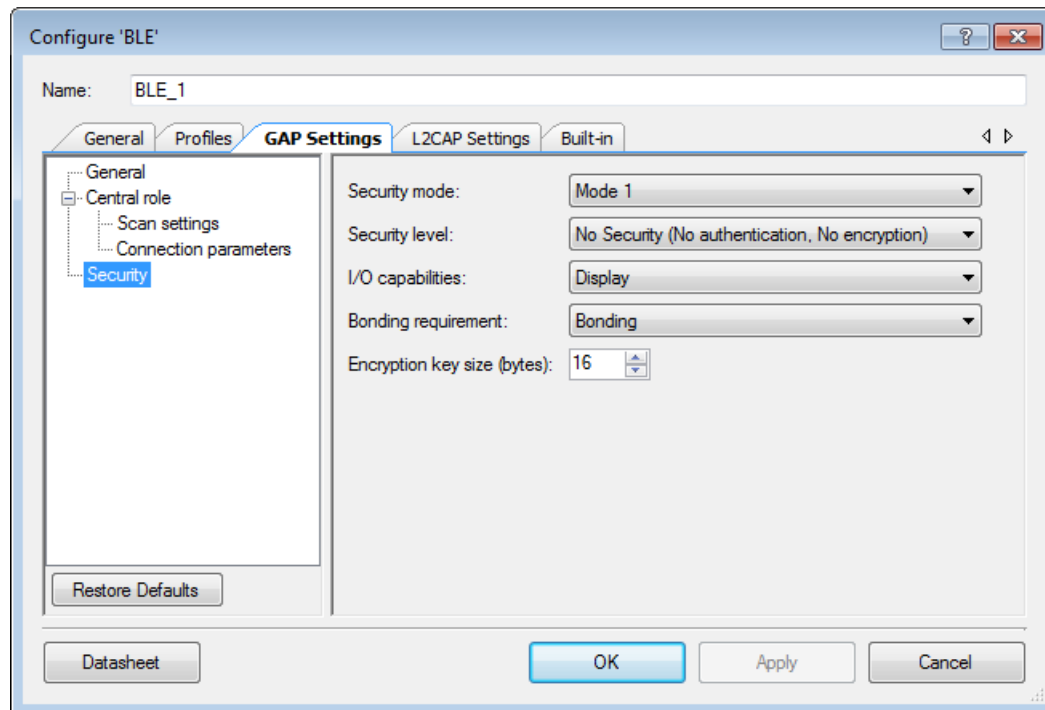 Configure 'BLE'
Name: BLE_1
General Profiles GAP Settings L2CAP Settings Built-in
General
Central role
Scan settings
Connection parameters
Security
Security mode: Mode 1
Security level: No Security (No authentication, No encryption)
I/O capabilities: Display
Bonding requirement: Bonding
Encryption key size (bytes): 16
Restore Defaults
Datasheet OK Apply Cancel